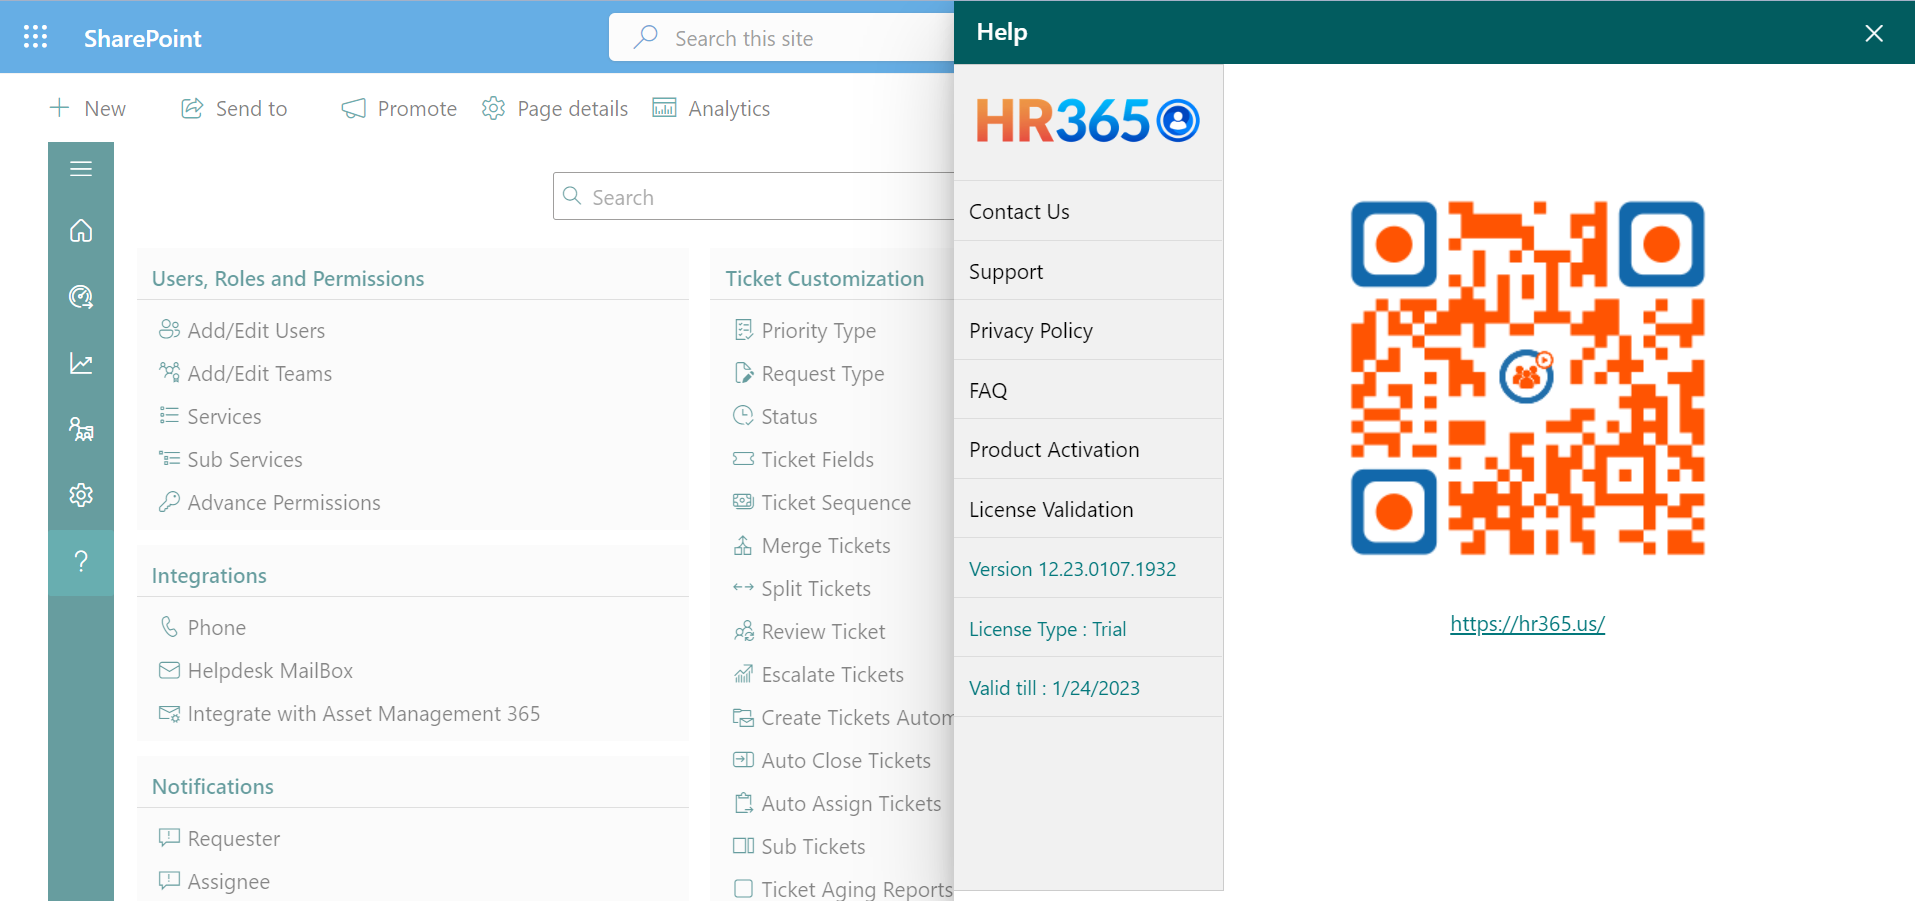 SharePoint
Search this site
New
Send to
Promote
Page details
Analytics
Search
Users, Roles and Permissions
Add/Edit Users
Add/Edit Teams
Services
Sub Services
Advance Permissions
Integrations
Phone
Helpdesk MailBox
Integrate with Asset Management 365
Notifications
Requester
Assignee
Ticket Customization
Priority Type
Request Type
Status
Ticket Fields
Ticket Sequence
Merge Tickets
Split Tickets
Review Ticket
Escalate Tickets
Create Tickets Autom
Auto Close Tickets
Auto Assign Tickets
Sub Tickets
Ticket Aging Reports
Help
HR365
Contact Us
Support
Privacy Policy
FAQ
Product Activation
License Validation
Version 12.23.0107.1932
License Type : Trial
Valid till : 1/24/2023
https://hr365.us/